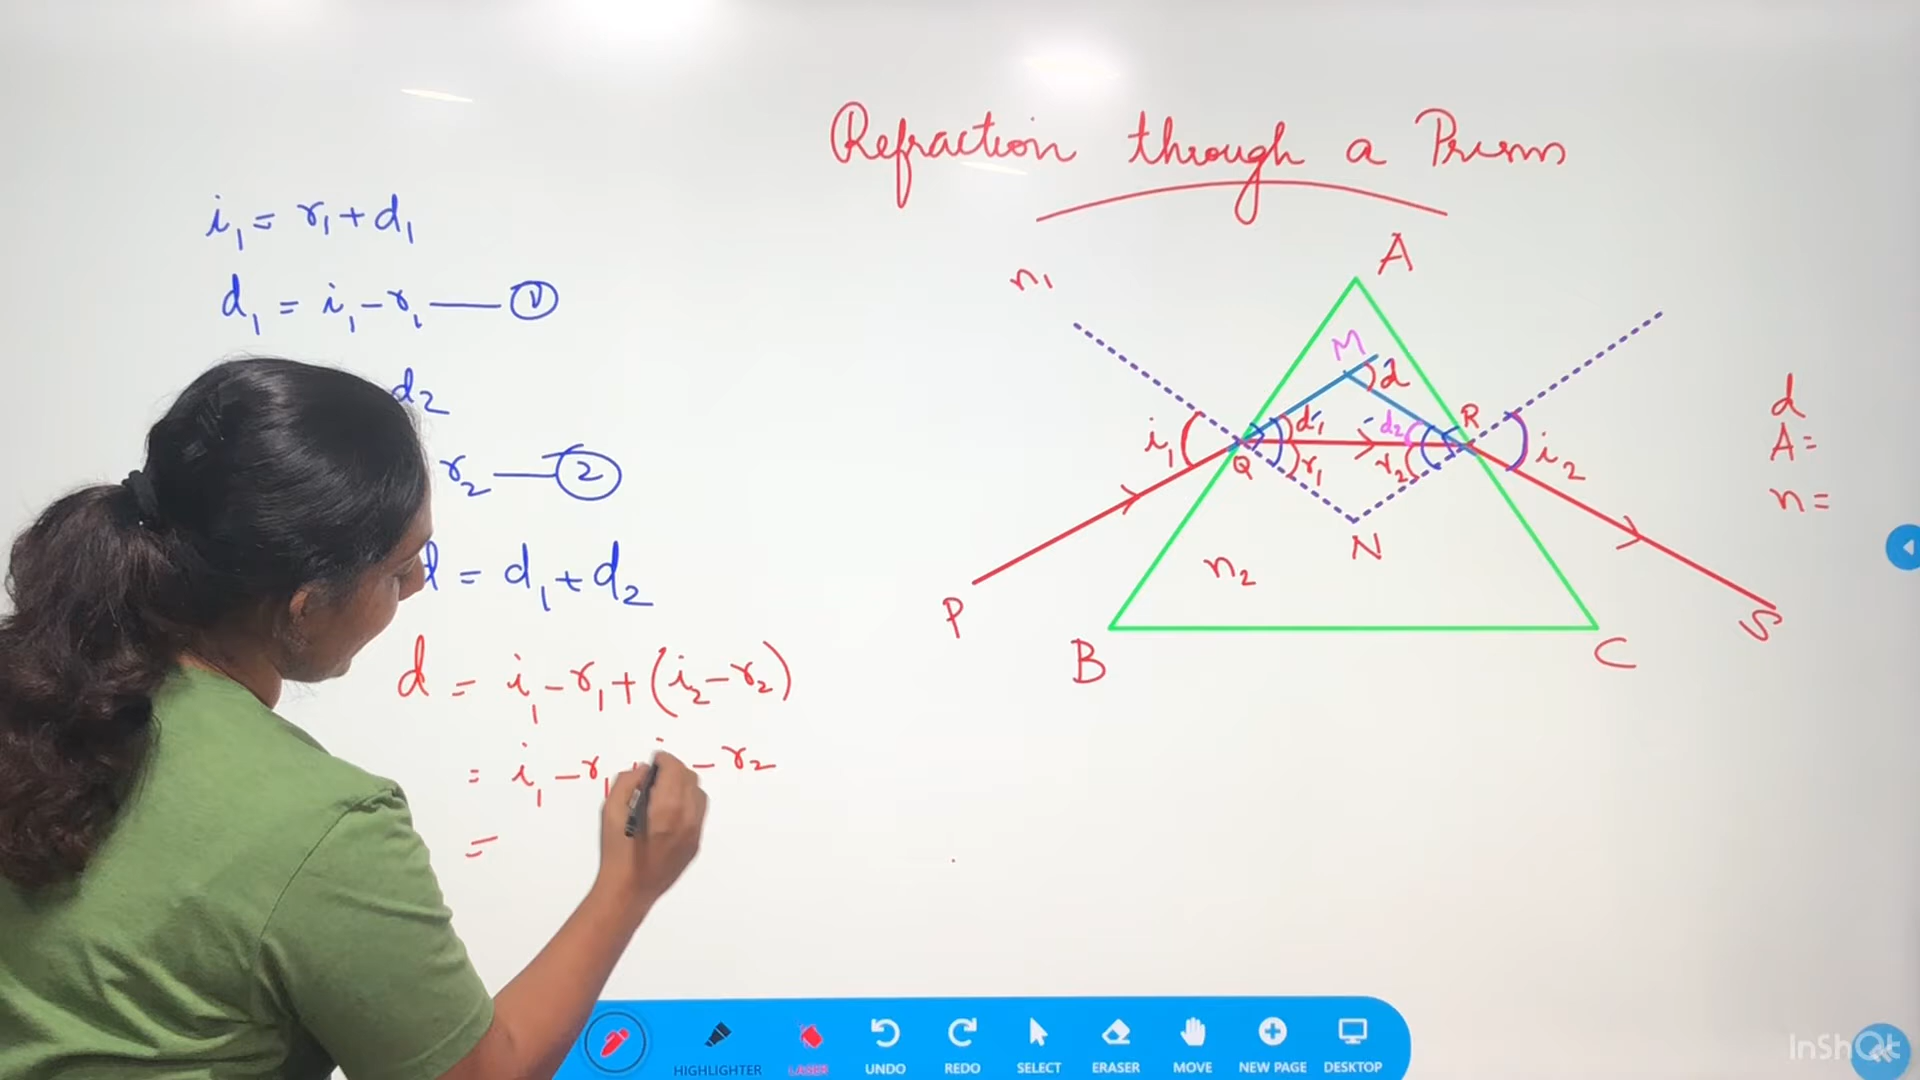 Refraction through a Prism
i₁ = r₁ + d₁
d₁ = i₁ - r₁ —— ①
d₂
r₂ —— ②
d = d₁ + d₂
d = i₁ - r₁ + (i₂ - r₂)
= i₁ - r₁ + i - r₂
=
n₁
A
M
d
d₁
d₂
R
i₁
Q
r₁
r₂
i₂
N
n₂
P
S
B
C
d
A =
n =
HIGHLIGHTER
LASER
UNDO
REDO
SELECT
ERASER
MOVE
NEW PAGE
DESKTOP
InShOt